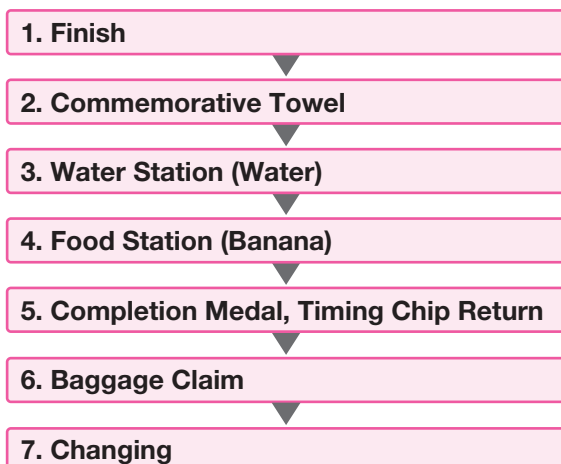 1. Finish
2. Commemorative Towel
3. Water Station (Water)
4. Food Station (Banana)
5. Completion Medal, Timing Chip Return
6. Baggage Claim
7. Changing